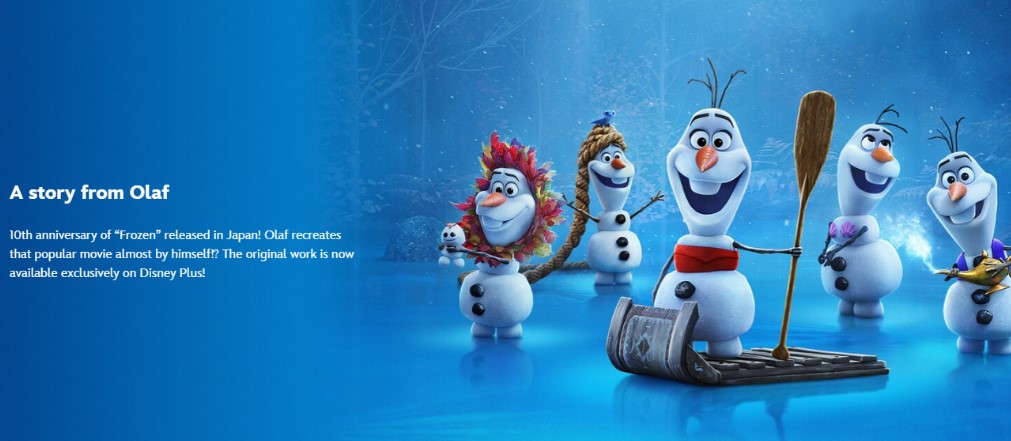 A story from Olaf
10th anniversary of “Frozen” released in Japan! Olaf recreates
that popular movie almost by himself!? The original work is now
available exclusively on Disney Plus!